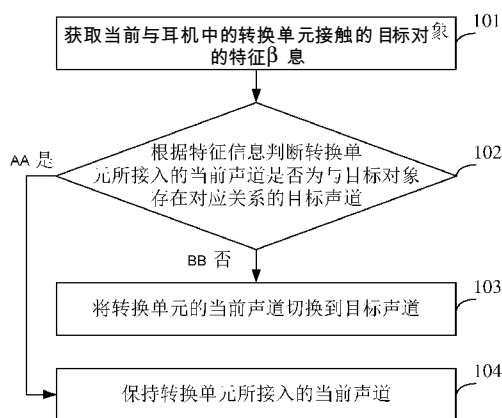 获取当前与耳机中的转换单元接触的目标对象
的特征β 息
101
AA 是
根据特征信息判断转换单
元所接入的当前声道是否为与目标对象
存在对应关系的目标声道
102
BB 否
将转换单元的当前声道切换到目标声道
103
保持转换单元所接入的当前声道
104